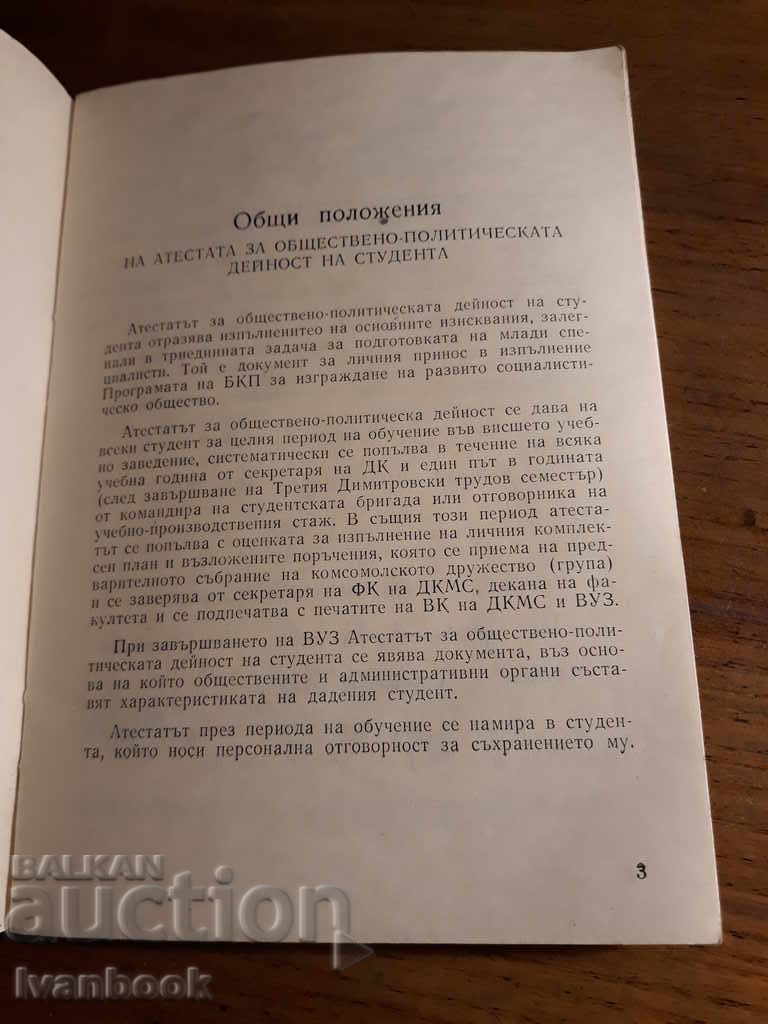 Общи положения
НА АТЕСТАТА ЗА ОБЩЕСТВЕНО-ПОЛИТИЧЕСКАТА
ДЕЙНОСТ НА СТУДЕНТА
Атестатът за обществено-политическата дейност на сту-
дента отразява изпълненитео на основните изисквания, залег-
нали в триединната задача за подготовката на млади спе-
циалисти. Той е документ за личния принос в изпълнение
Програмата на БКП за изграждане на развито социалисти-
ческо общество.
Атестатът за обществено-политическа дейност се дава на
всеки студент за целия период на обучение във висшето учеб-
но заведение, систематически се попълва в течение на всяка
учебна година от секретаря на ДК и един път в годината
(след завършване на Третия Димитровски трудов семестър)
от командира на студентската бригада или отговорника на
учебно-производствения стаж. В същия този период атеста-
тът се попълва с оценката за изпълнение на личния комплек-
сен план и възложените поръчения, която се приема на пред-
варителното събрание на комсомолското дружество (група)
и се заверява от секретаря на ФК на ДКМС, декана на фа-
култета и се подпечатва с печатите на ВК на ДКМС и ВУЗ.
При завършването на ВУЗ Атестатът за обществено-поли-
тическата дейност на студента се явява документа, въз осно-
ва на който обществените и административни органи състa-
вят характеристиката на дадения студент.
Атестатът през периода на обучение се намира в студен-
та, който носи персонална отговорност за съхранението му.
3
BALKAN
auction
Ivanbook